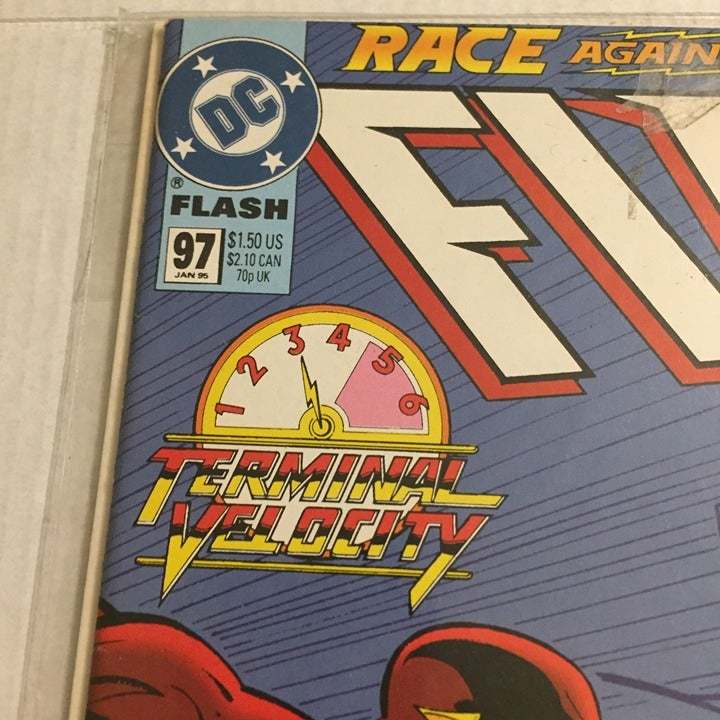 RACE AGAIN
DC
®
FLASH
97
JAN 95
$1.50 US
$2.10 CAN
70p UK
1 2 3 4 5 6
TERMINAL
VELOCITY